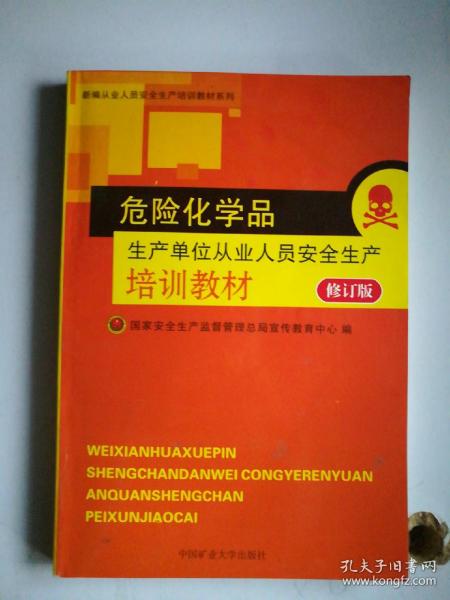 新编从业人员安全生产培训教材系列
危险化学品
生产单位从业人员安全生产
培训教材
修订版
国家安全生产监督管理总局宣传教育中心 编
WEIXIANHUAXUEPIN
SHENGCHANDANWEI CONGYERENYUAN
ANQUANSHENGCHAN
PEIXUNJIAOCAI
中国矿业大学出版社
孔夫子旧书网
www.kongfz.com